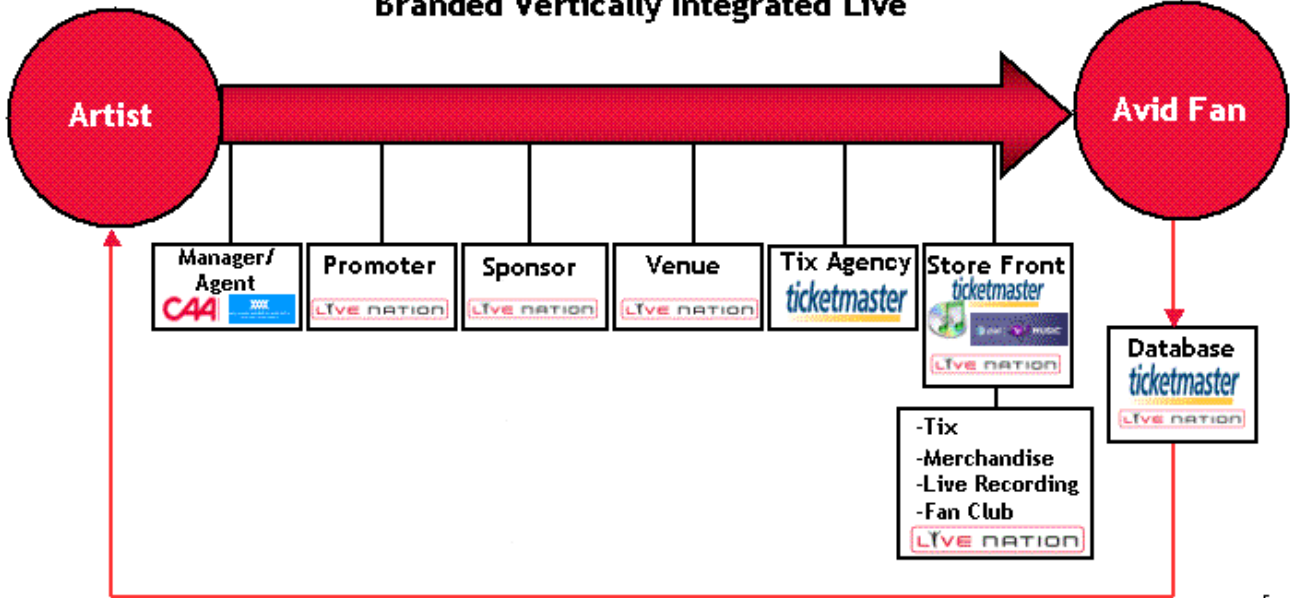 Branded Vertically Integrated Live
Artist
Avid Fan
Manager/
Agent
CAA
Promoter
LIVE NATION
Sponsor
LIVE NATION
Venue
LIVE NATION
Tix Agency
ticketmaster
Store Front
ticketmaster
MUSIC
LIVE NATION
Database
ticketmaster
LIVE NATION
-Tix
-Merchandise
-Live Recording
-Fan Club
LIVE NATION